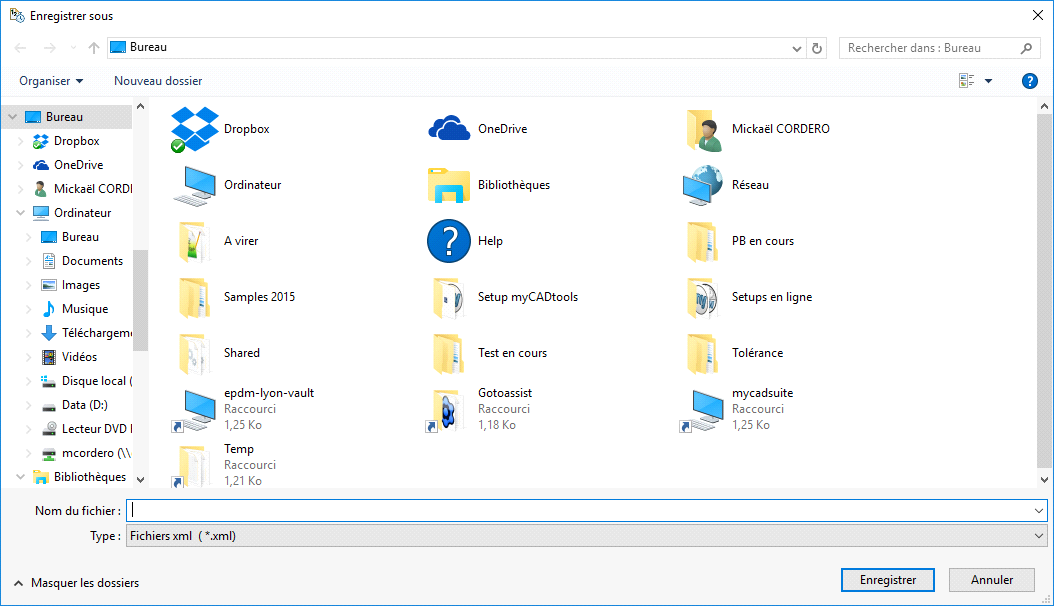 Enregistrer sous
Bureau
Rechercher dans : Bureau
Organiser
Nouveau dossier
Bureau
Dropbox
OneDrive
Mickaël CORD
Ordinateur
Bureau
Documents
Images
Musique
Téléchargem
Vidéos
Disque local (
Data (D:)
Lecteur DVD
mcordero (\\
Bibliothèques
Dropbox
OneDrive
Mickaël CORDERO
Ordinateur
Bibliothèques
Réseau
A virer
Help
PB en cours
Samples 2015
Setup myCADtools
Setups en ligne
Shared
Test en cours
Tolérance
epdm-lyon-vault
Raccourci
1,25 Ko
Gotoassist
Raccourci
1,18 Ko
mycadsuite
Raccourci
1,25 Ko
Temp
Raccourci
1,21 Ko
Nom du fichier :
Type : Fichiers xml ( *.xml)
Masquer les dossiers
Enregistrer
Annuler